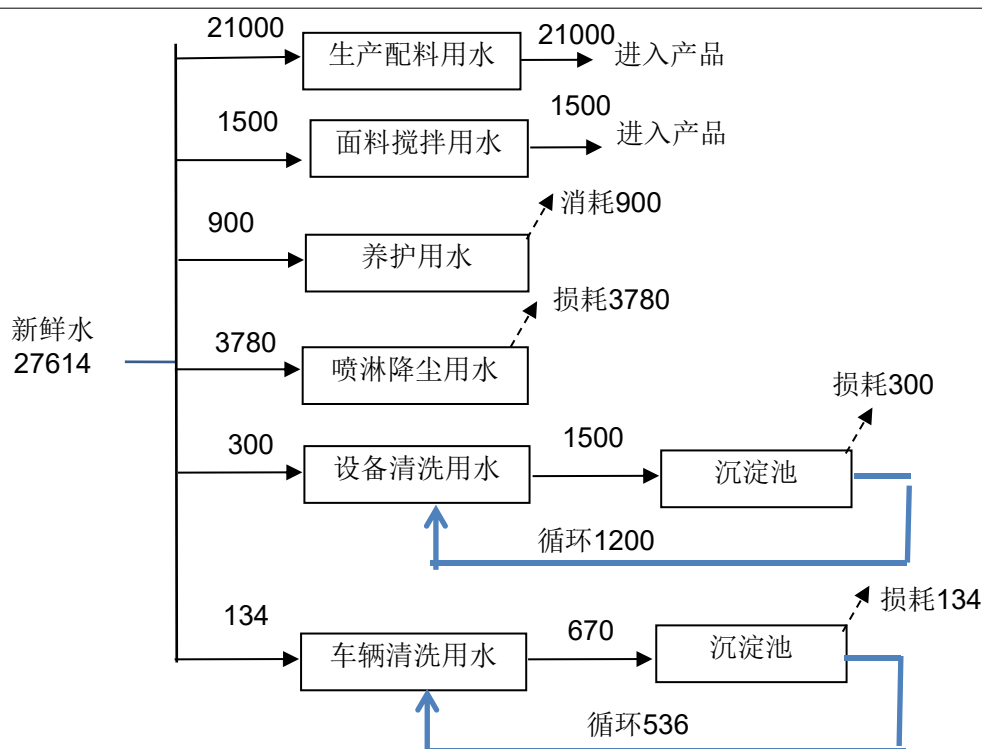 21000
生产配料用水
21000
进入产品
1500
面料搅拌用水
1500
进入产品
900
养护用水
消耗900
新鲜水
27614
3780
喷淋降尘用水
损耗3780
300
设备清洗用水
1500
沉淀池
损耗300
循环1200
134
车辆清洗用水
670
沉淀池
损耗134
循环536